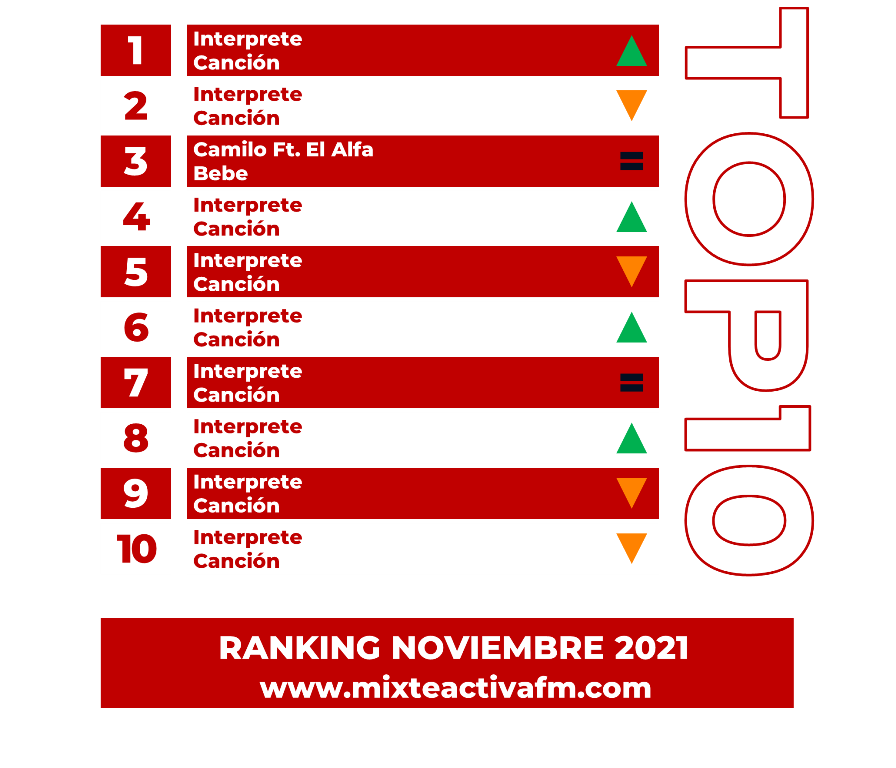 1
Interprete
Canción
2
Interprete
Canción
3
Camilo Ft. El Alfa
Bebe
=
4
Interprete
Canción
5
Interprete
Canción
6
Interprete
Canción
7
Interprete
Canción
=
8
Interprete
Canción
9
Interprete
Canción
10
Interprete
Canción
TOP10
RANKING NOVIEMBRE 2021
www.mixteactivafm.com